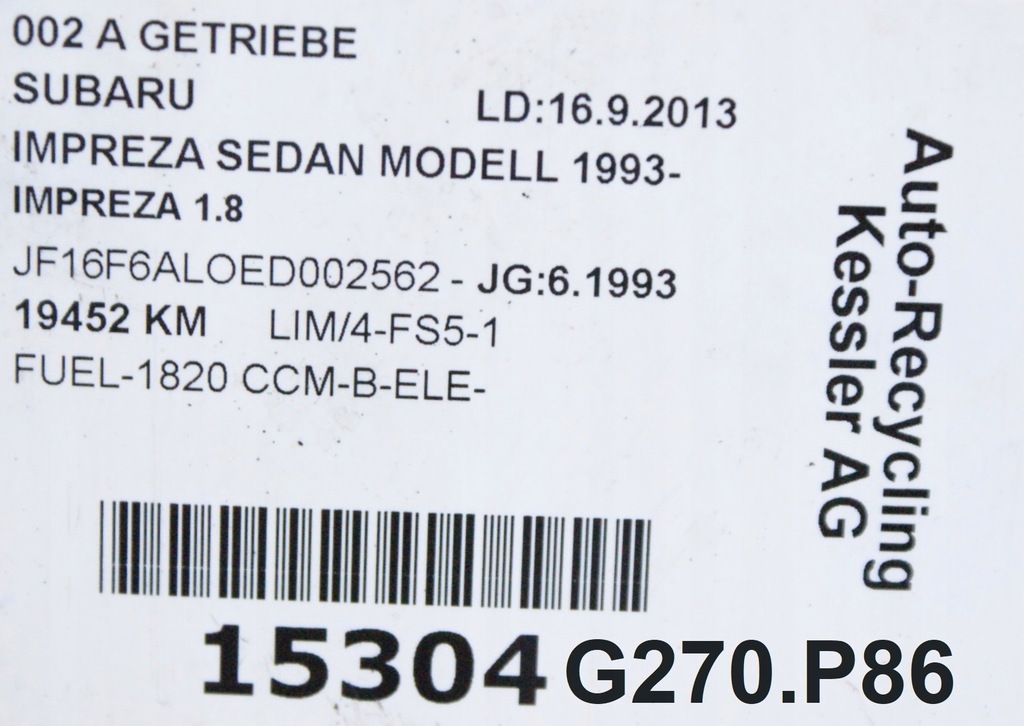 002 A GETRIEBE
SUBARU LD:16.9.2013
IMPREZA SEDAN MODELL 1993-
IMPREZA 1.8
JF16F6ALOED002562 - JG:6.1993
19452 KM LIM/4-FS5-1
FUEL-1820 CCM-B-ELE-
15304 G270.P86
Auto-Recycling
Kessler AG